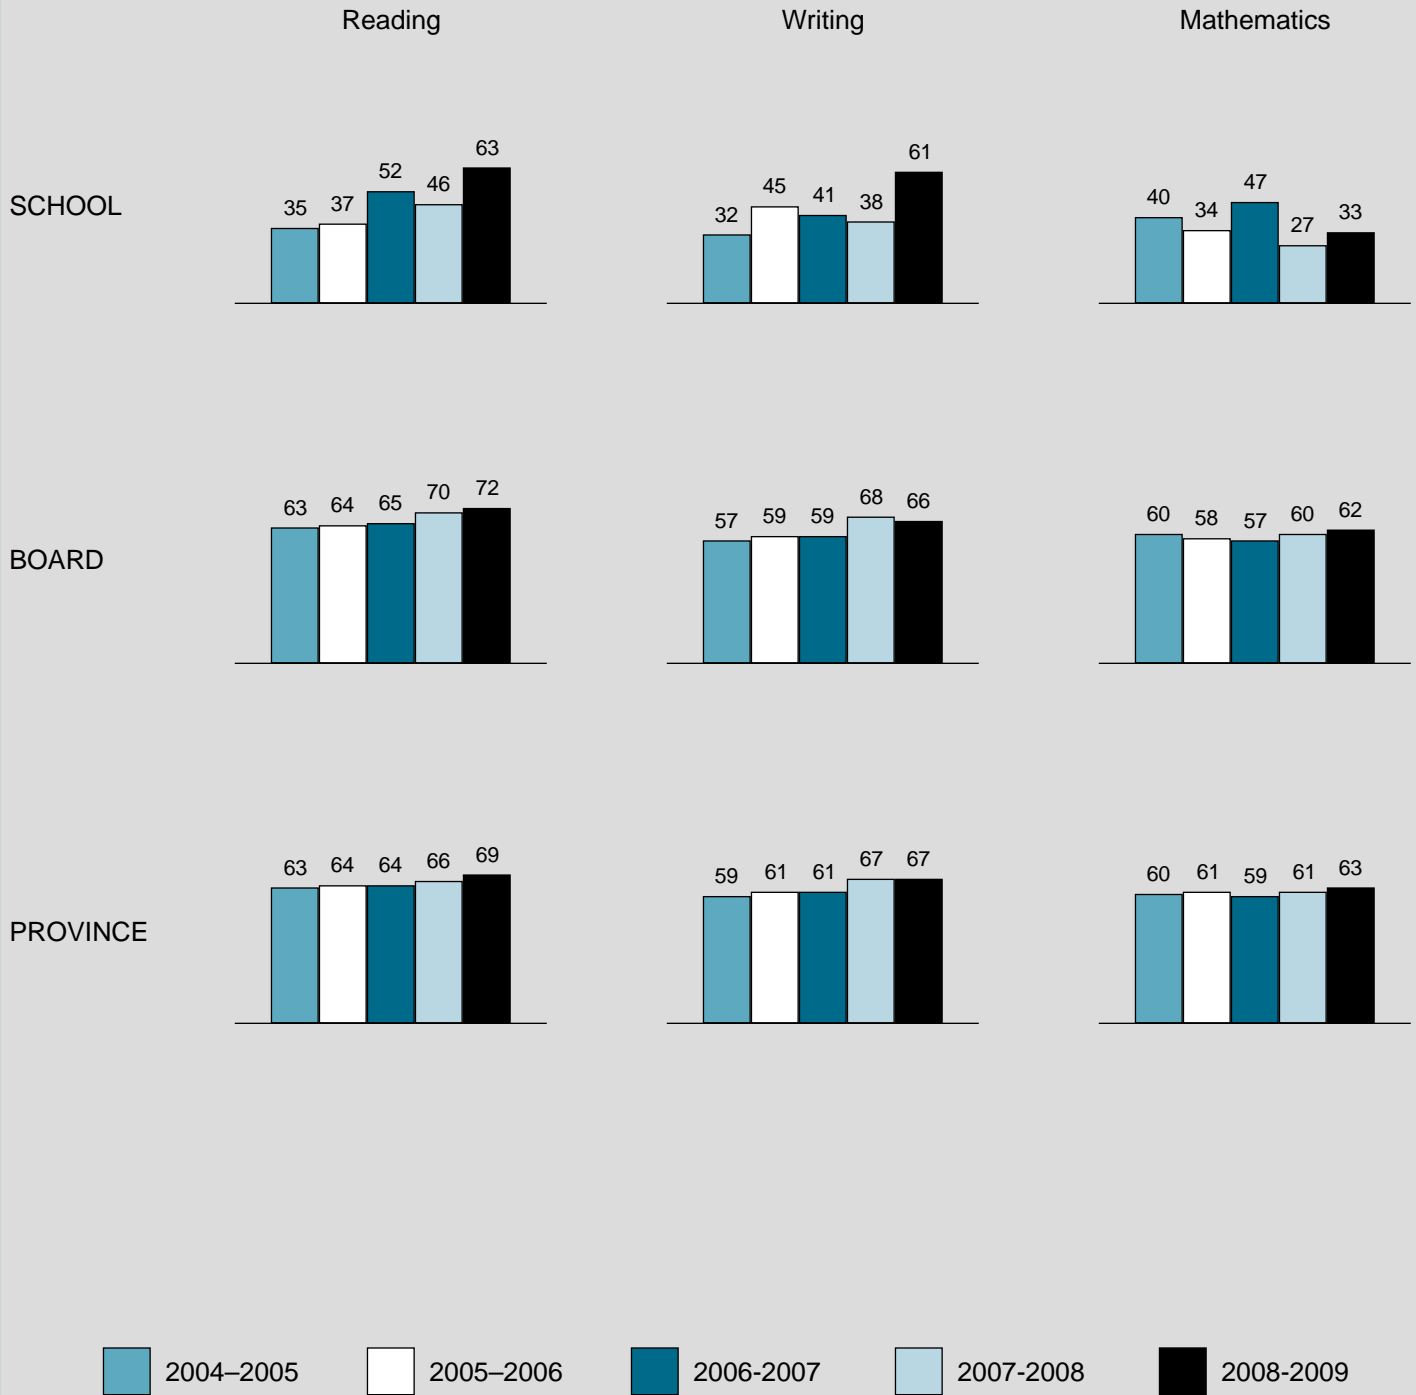 Reading Writing Mathematics
SCHOOL
35 37 52 46 63
32 45 41 38 61
40 34 47 27 33
BOARD
63 64 65 70 72
57 59 59 68 66
60 58 57 60 62
PROVINCE
63 64 64 66 69
59 61 61 67 67
60 61 59 61 63
2004–2005 2005–2006 2006-2007 2007-2008 2008-2009